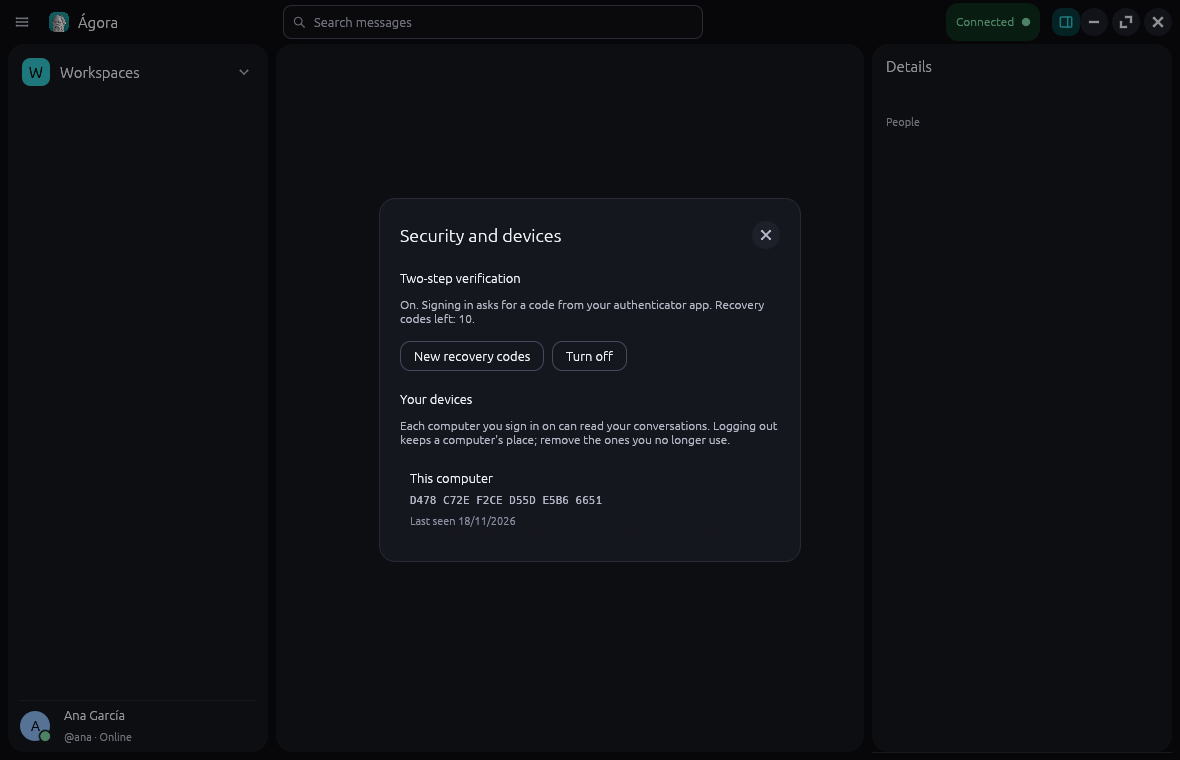 Ágora
Search messages
Connected
W
Workspaces
Details
People
Security and devices
Two-step verification
On. Signing in asks for a code from your authenticator app. Recovery
codes left: 10.
New recovery codes
Turn off
Your devices
Each computer you sign in on can read your conversations. Logging out
keeps a computer's place; remove the ones you no longer use.
This computer
D478 C72E F2CE D55D E5B6 6651
Last seen 18/11/2026
A
Ana García
@ana · Online